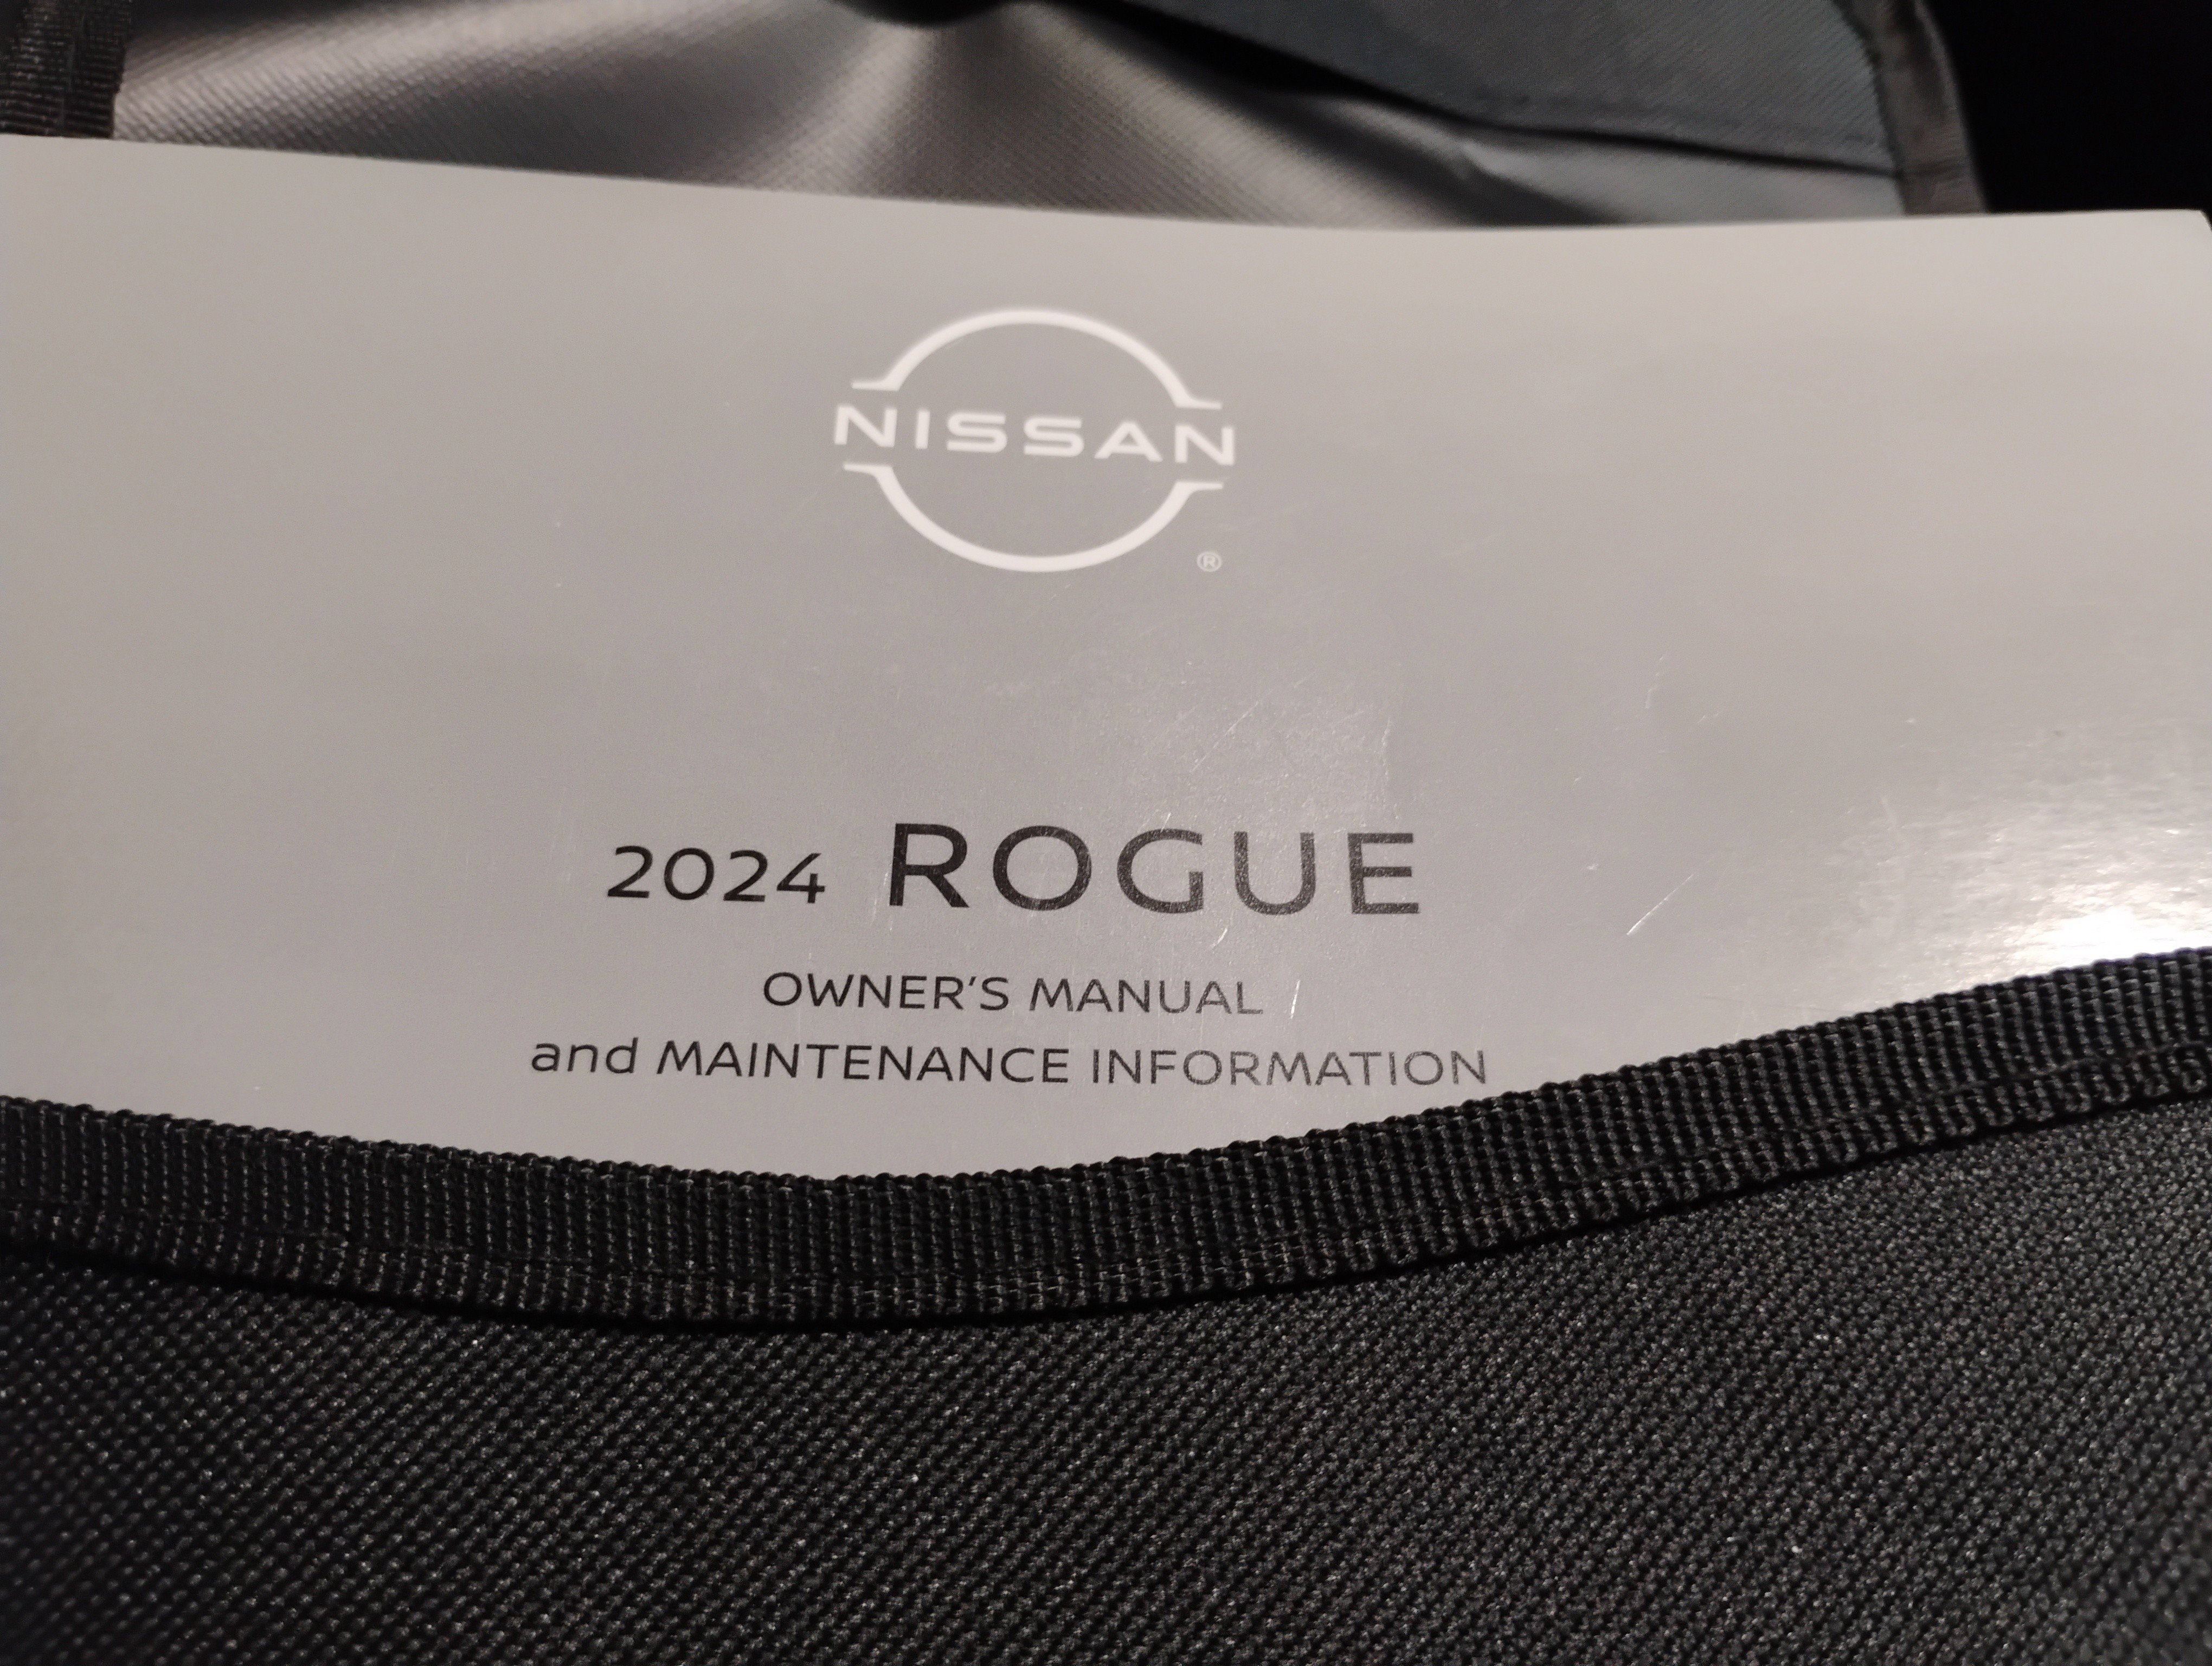 NISSAN
®
2024 ROGUE
OWNER'S MANUAL
and MAINTENANCE INFORMATION